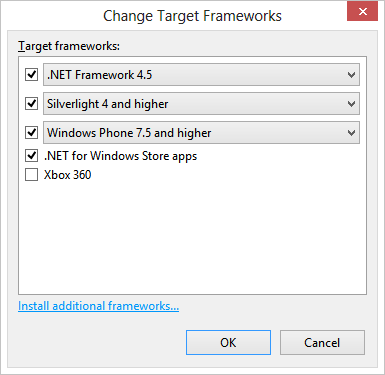 Change Target Frameworks
Target frameworks:
.NET Framework 4.5
Silverlight 4 and higher
Windows Phone 7.5 and higher
.NET for Windows Store apps
Xbox 360
Install additional frameworks...
OK Cancel